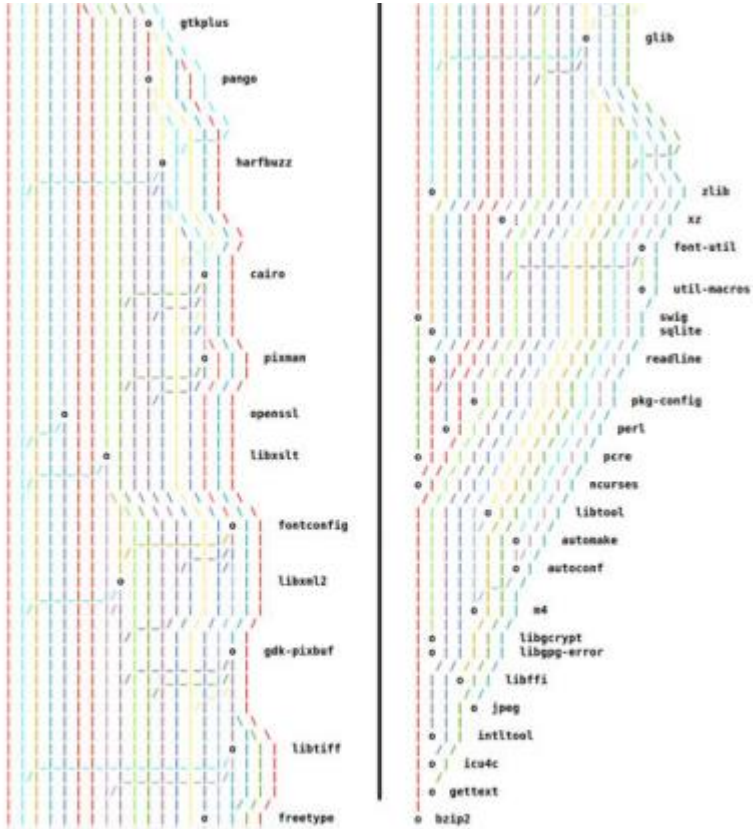 gtkplus
pango
harfbuzz
cairo
pixman
openssl
libxslt
fontconfig
libxml2
gdk-pixbuf
libtiff
freetype
glib
zlib
xz
font-util
util-macros
swig
sqlite
readline
pkg-config
perl
pcre
ncurses
libtool
automake
autoconf
m4
libgcrypt
libgpg-error
libffi
jpeg
intltool
icu4c
gettext
bzip2